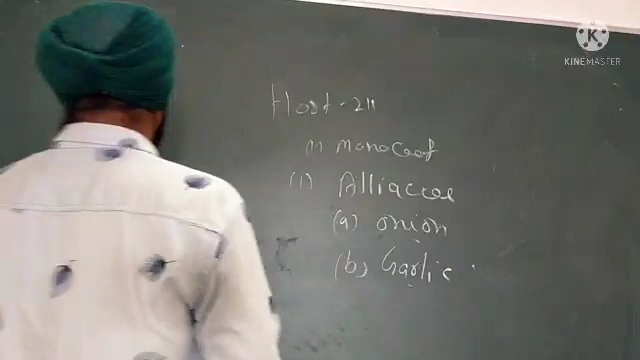 KINEMASTER
Host - 211
Monocot
(1) Alliaceae
(a) onion
(b) Garlic